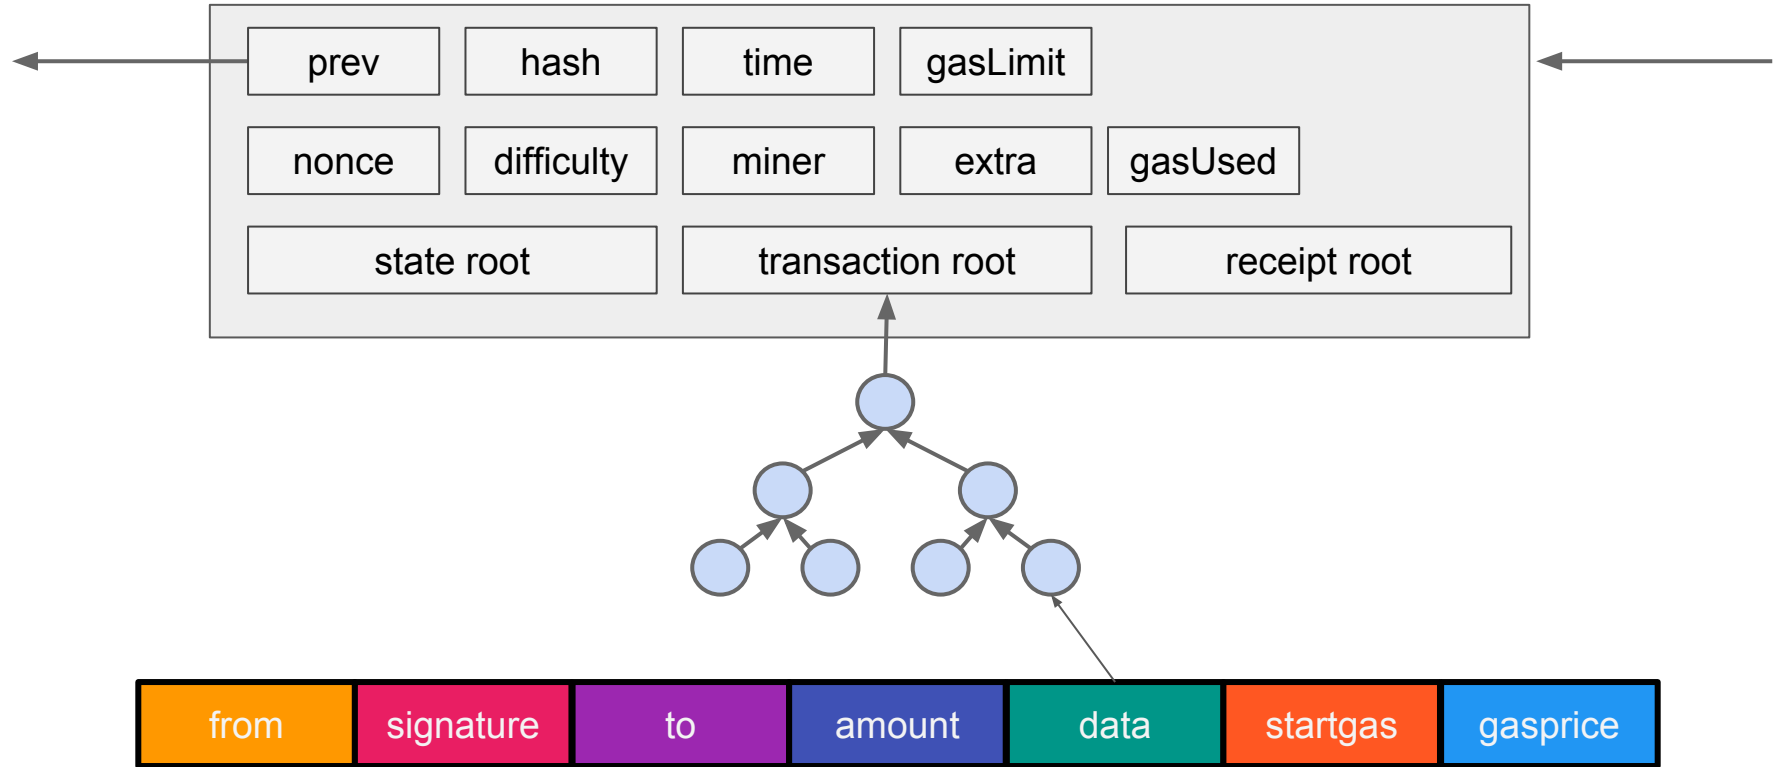 prev hash time gasLimit
nonce difficulty miner extra gasUsed
state root transaction root receipt root
from signature to amount data startgas gasprice